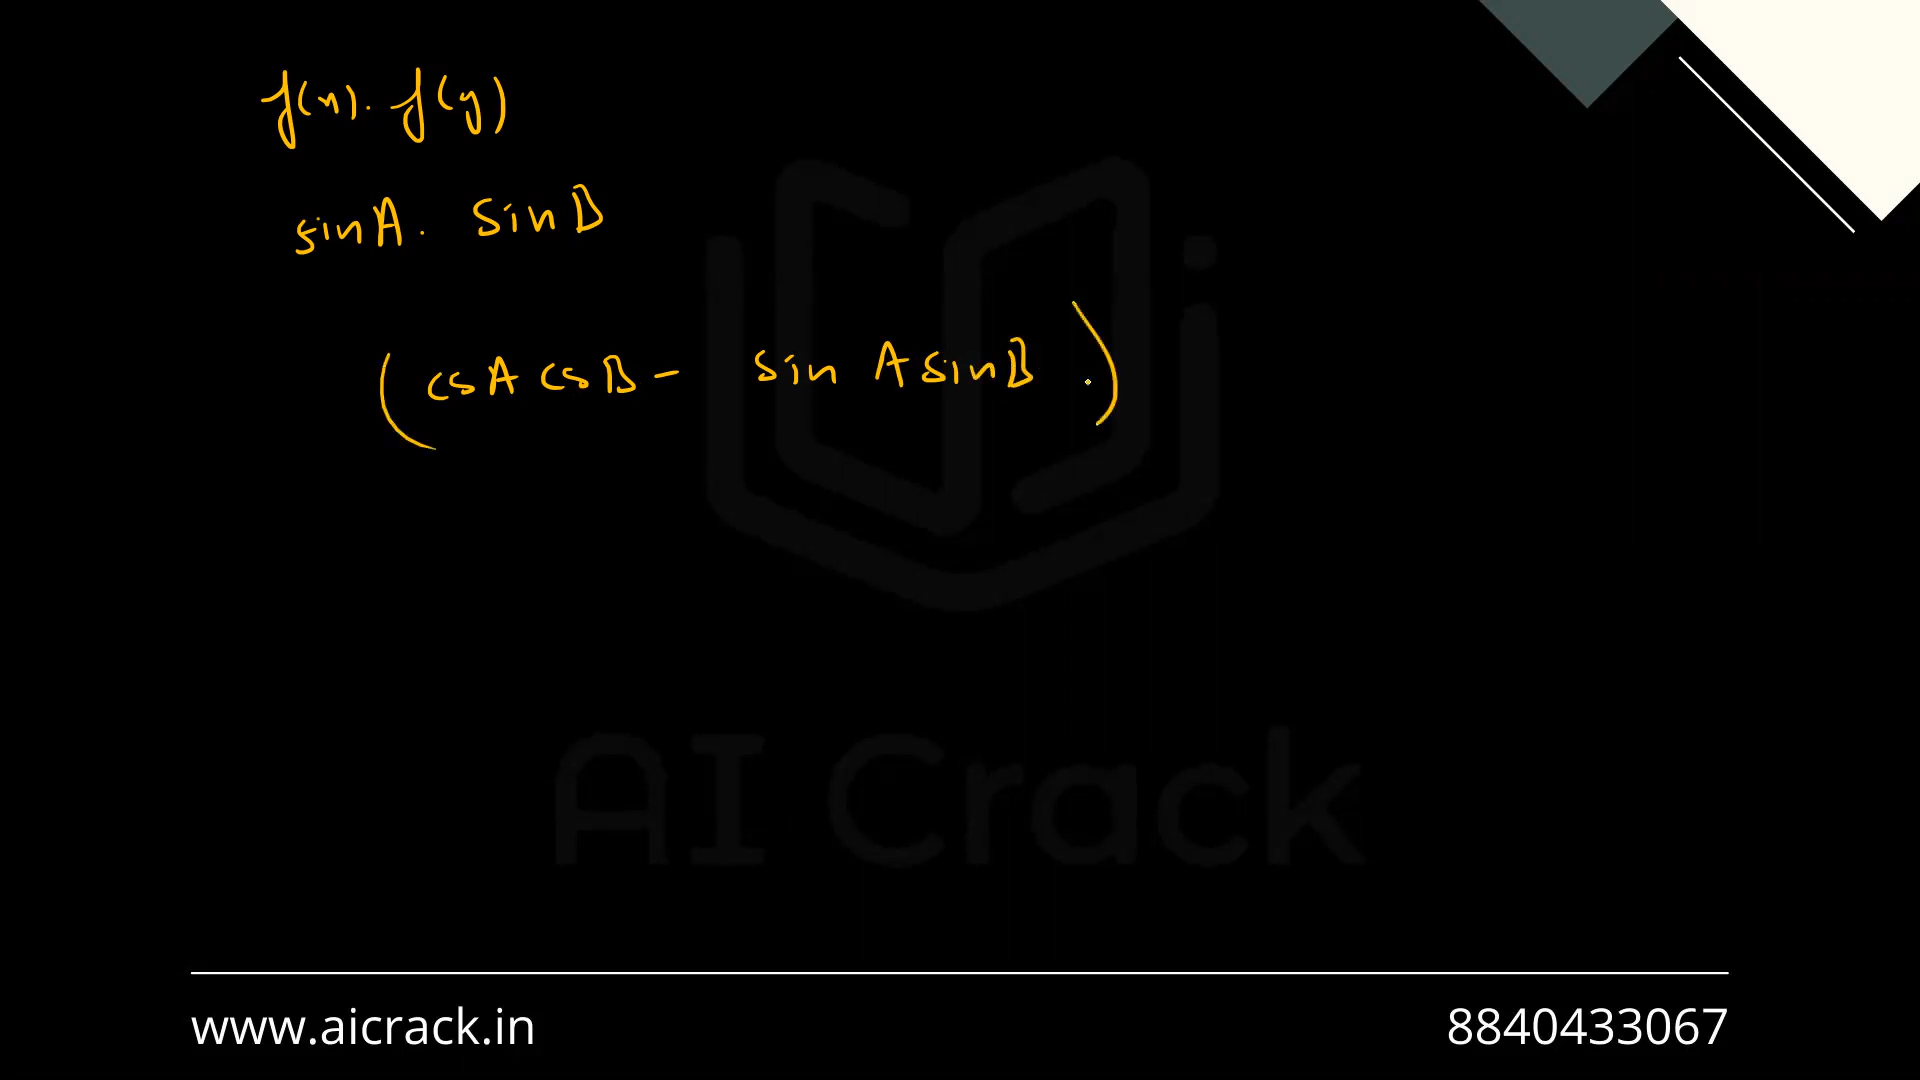 f(x). f(y)
sinA. sinB
(csA csB - sin A sinB.)
AI Crack
www.aicrack.in
8840433067